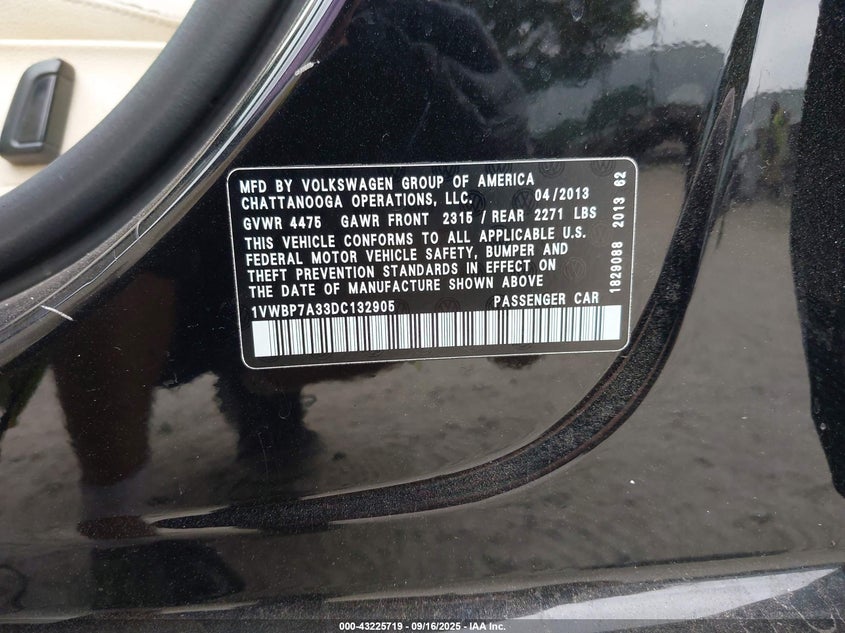 MFD BY VOLKSWAGEN GROUP OF AMERICA
CHATTANOOGA OPERATIONS, LLC. 04/2013
GVWR 4475 GAWR FRONT 2315 / REAR 2271 LBS
THIS VEHICLE CONFORMS TO ALL APPLICABLE U.S.
FEDERAL MOTOR VEHICLE SAFETY, BUMPER AND
THEFT PREVENTION STANDARDS IN EFFECT ON
THE DATE OF MANUFACTURE SHOWN ABOVE
1VWBP7A33DC132905 PASSENGER CAR
1829088 2013 62
000-43225719 - 09/16/2025 - IAA Inc.